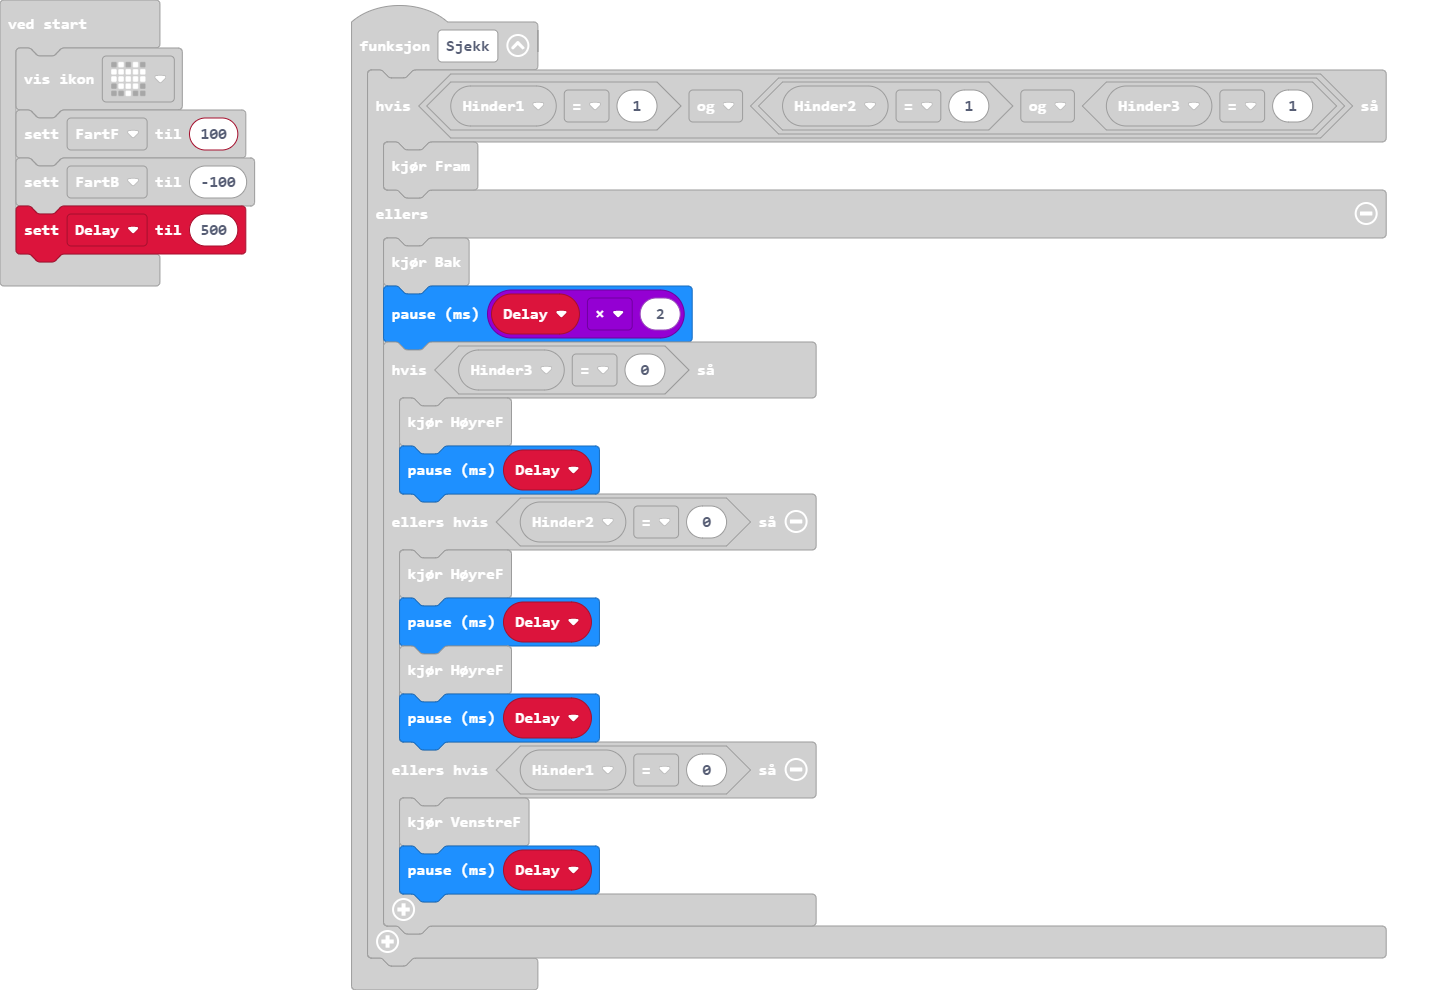 ved start
vis ikon
sett FartF til 100
sett FartB til -100
sett Delay til 500
funksjon Sjekk
hvis Hinder1 = 1 og Hinder2 = 1 og Hinder3 = 1 så
kjør Fram
ellers
kjør Bak
pause (ms) Delay × 2
hvis Hinder3 = 0 så
kjør HøyreF
pause (ms) Delay
ellers hvis Hinder2 = 0 så
kjør HøyreF
pause (ms) Delay
kjør HøyreF
pause (ms) Delay
ellers hvis Hinder1 = 0 så
kjør VenstreF
pause (ms) Delay